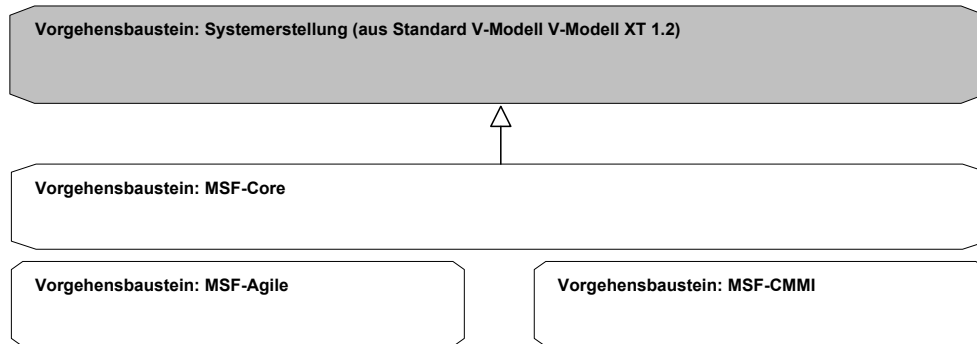 Vorgehensbaustein: Systemerstellung (aus Standard V-Modell V-Modell XT 1.2)
Vorgehensbaustein: MSF-Core
Vorgehensbaustein: MSF-Agile
Vorgehensbaustein: MSF-CMMI